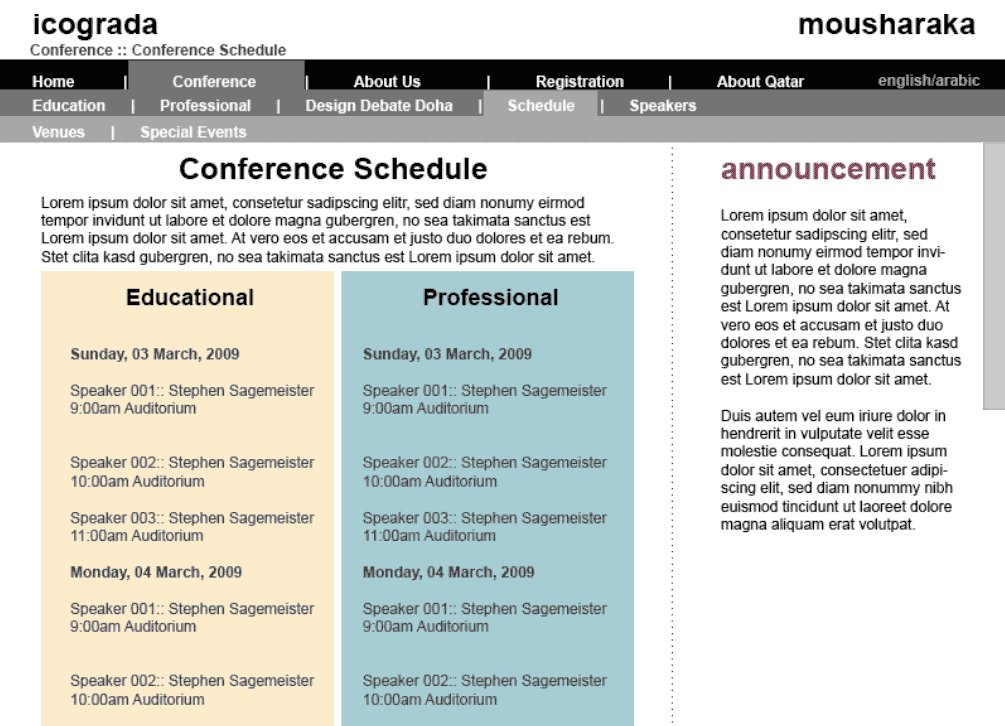 icograda
mousharaka
Conference :: Conference Schedule
Home | Conference | About Us | Registration | About Qatar english/arabic
Education | Professional | Design Debate Doha | Schedule | Speakers
Venues | Special Events
Conference Schedule
Lorem ipsum dolor sit amet, consetetur sadipscing elitr, sed diam nonumy eirmod
tempor invidunt ut labore et dolore magna gubergren, no sea takimata sanctus est
Lorem ipsum dolor sit amet. At vero eos et accusam et justo duo dolores et ea rebum.
Stet clita kasd gubergren, no sea takimata sanctus est Lorem ipsum dolor sit amet.
Educational
Sunday, 03 March, 2009
Speaker 001:: Stephen Sagemeister
9:00am Auditorium
Speaker 002:: Stephen Sagemeister
10:00am Auditorium
Speaker 003:: Stephen Sagemeister
11:00am Auditorium
Monday, 04 March, 2009
Speaker 001:: Stephen Sagemeister
9:00am Auditorium
Speaker 002:: Stephen Sagemeister
10:00am Auditorium
Professional
Sunday, 03 March, 2009
Speaker 001:: Stephen Sagemeister
9:00am Auditorium
Speaker 002:: Stephen Sagemeister
10:00am Auditorium
Speaker 003:: Stephen Sagemeister
11:00am Auditorium
Monday, 04 March, 2009
Speaker 001:: Stephen Sagemeister
9:00am Auditorium
Speaker 002:: Stephen Sagemeister
10:00am Auditorium
announcement
Lorem ipsum dolor sit amet,
consetetur sadipscing elitr, sed
diam nonumy eirmod tempor invi-
dunt ut labore et dolore magna
gubergren, no sea takimata sanctus
est Lorem ipsum dolor sit amet. At
vero eos et accusam et justo duo
dolores et ea rebum. Stet clita kasd
gubergren, no sea takimata sanctus
est Lorem ipsum dolor sit amet.
Duis autem vel eum iriure dolor in
hendrerit in vulputate velit esse
molestie consequat. Lorem ipsum
dolor sit amet, consectetuer adipi-
scing elit, sed diam nonummy nibh
euismod tincidunt ut laoreet dolore
magna aliquam erat volutpat.